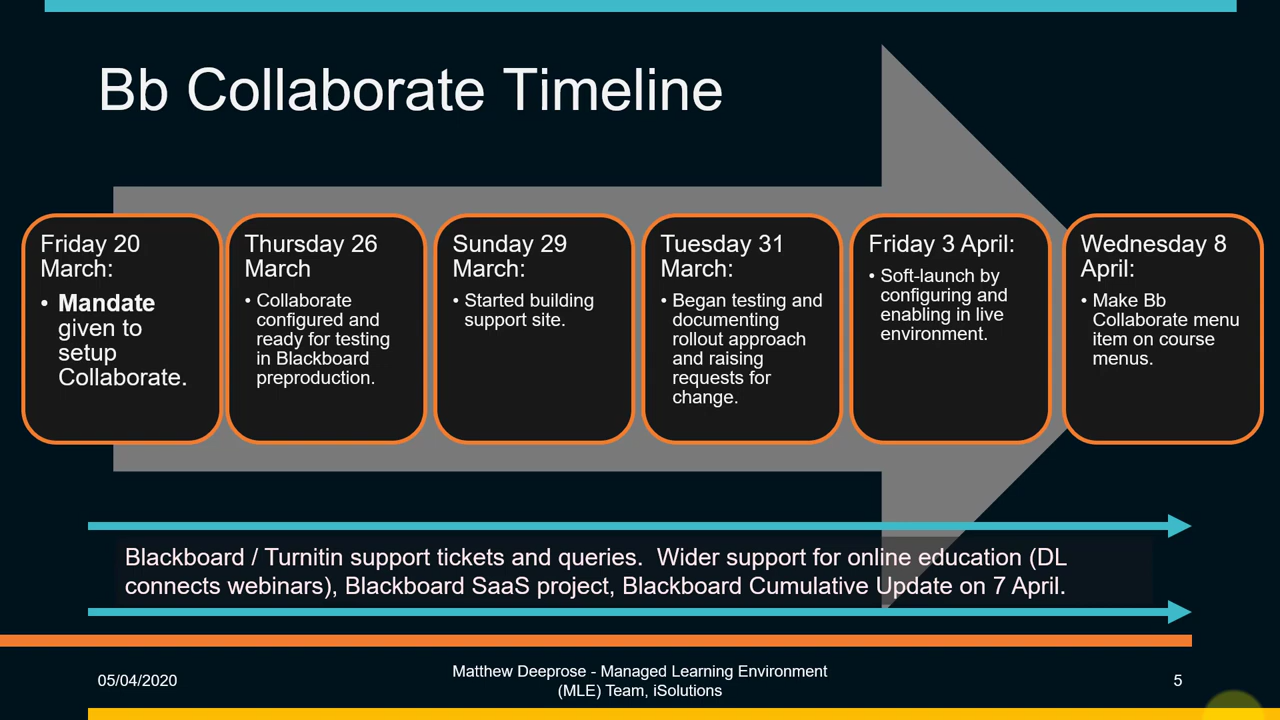 Bb Collaborate Timeline
Friday 20
March:
• Mandate
given to
setup
Collaborate.
Thursday 26
March
• Collaborate
configured and
ready for testing
in Blackboard
preproduction.
Sunday 29
March:
• Started building
support site.
Tuesday 31
March:
• Began testing and
documenting
rollout approach
and raising
requests for
change.
Friday 3 April:
• Soft-launch by
configuring and
enabling in live
environment.
Wednesday 8
April:
• Make Bb
Collaborate menu
item on course
menus.
Blackboard / Turnitin support tickets and queries.  Wider support for online education (DL
connects webinars), Blackboard SaaS project, Blackboard Cumulative Update on 7 April.
05/04/2020
Matthew Deeprose - Managed Learning Environment
(MLE) Team, iSolutions
5